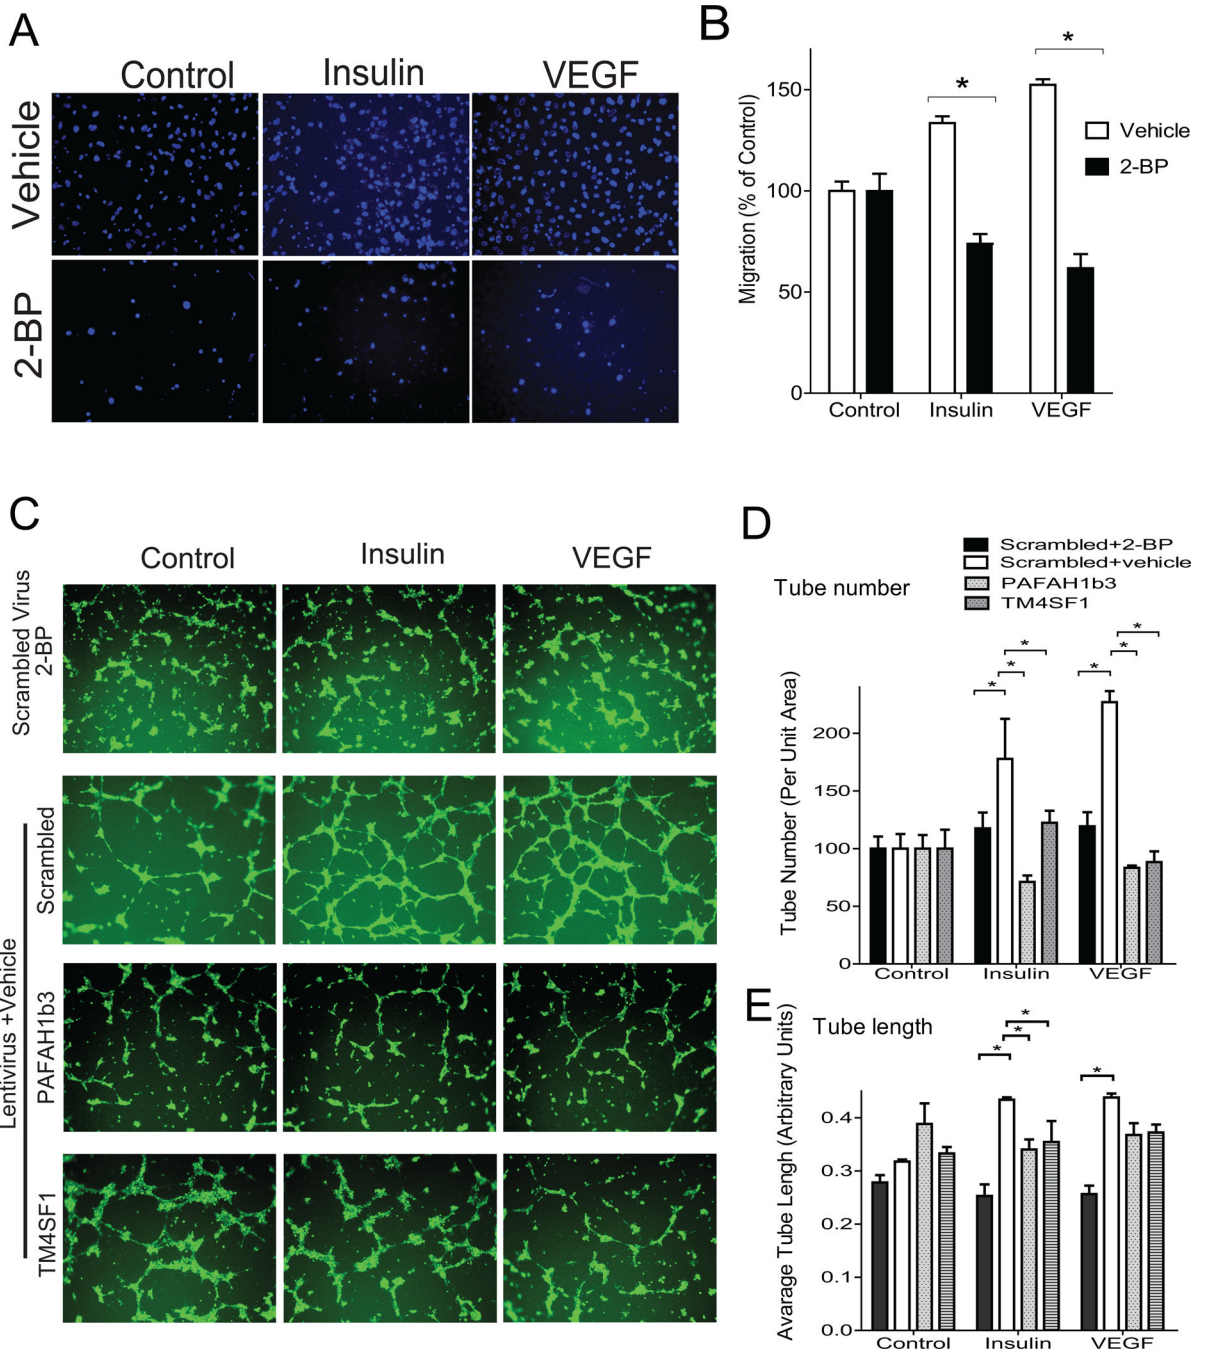 A
Control Insulin VEGF
Vehicle
2-BP
B
Migration (% of Control)
150
100
50
0
*
*
Control Insulin VEGF
Vehicle
2-BP
C
Control Insulin VEGF
Scrambled Virus
2-BP
Lentivirus +Vehicle
Scrambled
PAFAH1b3
TM4SF1
D
Scrambled+2-BP
Scrambled+vehicle
PAFAH1b3
TM4SF1
Tube number
Tube Number (Per Unit Area)
200
150
100
50
0
*
*
*
*
*
*
Control Insulin VEGF
E
Tube length
Avarage Tube Lengh (Arbitrary Units)
0.4
0.3
0.2
0.1
0.0
*
*
*
*
Control Insulin VEGF